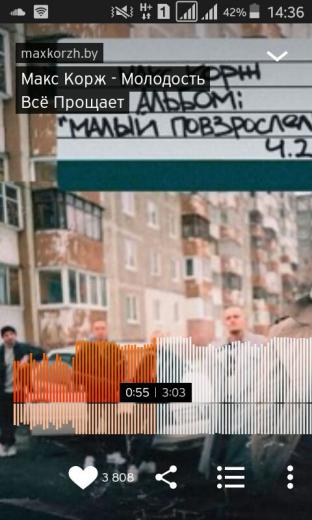 H+ 1 42% 14:36
maxkorzh.by
Макс Корж - Молодость
Всё Прощает
Корж
АЛЬБОМ:
"МАЛЫЙ ПОВЗРОСЛЕЛ
Ч.2
0:55 | 3:03
3 808